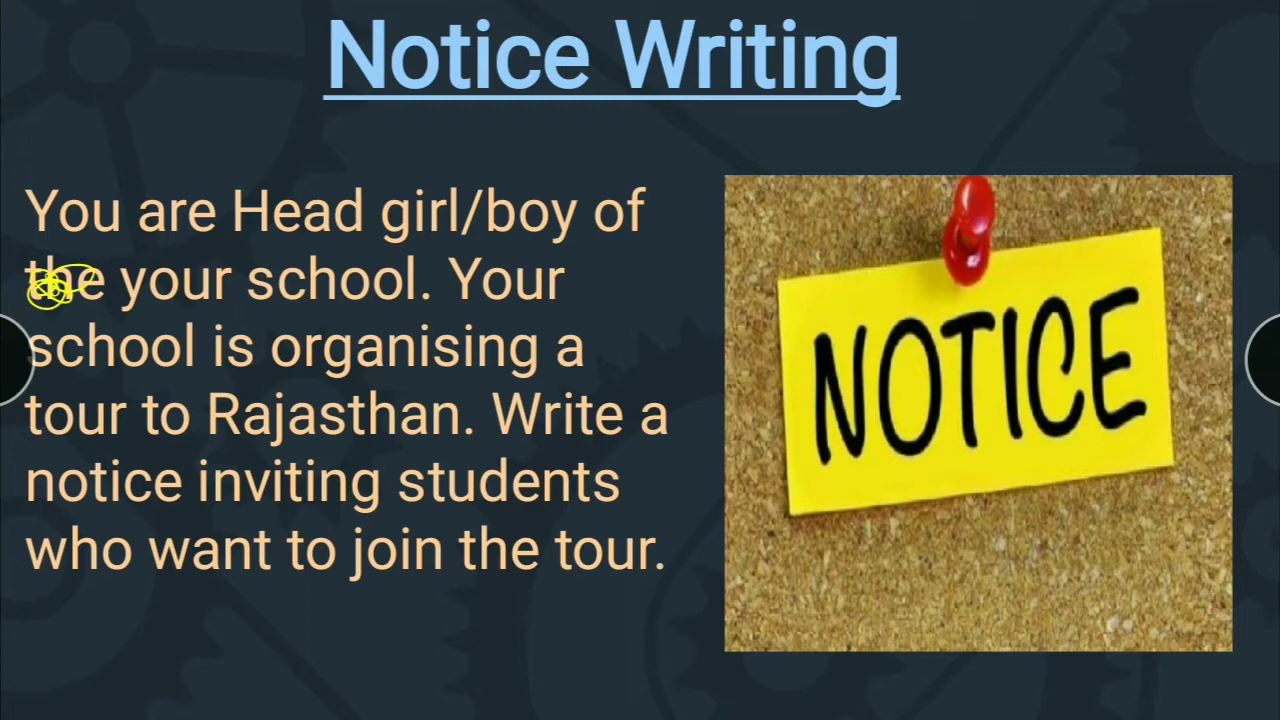 Notice Writing
You are Head girl/boy of
the your school. Your
school is organising a
tour to Rajasthan. Write a
notice inviting students
who want to join the tour.
NOTICE